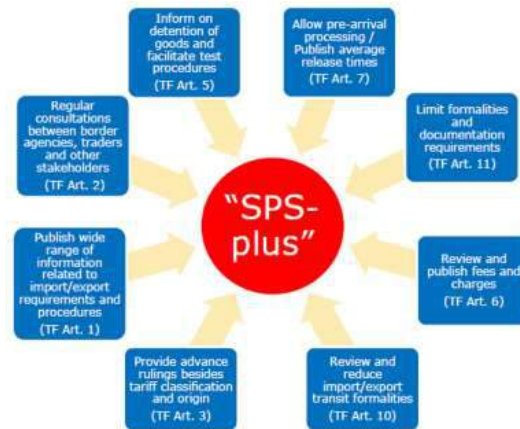 Inform on
detention of
goods and
facilitate test
procedures
(TF Art. 5)
Allow pre-arrival
processing /
Publish average
release times
(TF Art. 7)
Regular
consultations
between border
agencies, traders
and other
stakeholders
(TF Art. 2)
Limit formalities
and
documentation
requirements
(TF Art. 11)
"SPS-
plus"
Publish wide
range of
information
related to
import/export
requirements and
procedures
(TF Art. 1)
Review and
publish fees and
charges
(TF Art. 6)
Provide advance
rulings besides
tariff classification
and origin
(TF Art. 3)
Review and
reduce
import/export
transit formalities
(TF Art. 10)